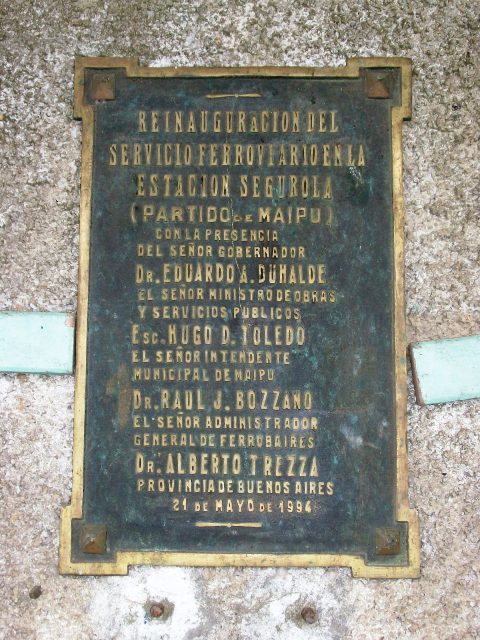 REINAUGURACION DEL
SERVICIO FERROVIARIO EN LA
ESTACION SEGUROLA
(PARTIDO DE MAIPU)
CON LA PRESENCIA
DEL SEÑOR GOBERNADOR
DR. EDUARDO A. DUHALDE
EL SEÑOR MINISTRO DE OBRAS
Y SERVICIOS PUBLICOS
ESC. HUGO D. TOLEDO
EL SEÑOR INTENDENTE
MUNICIPAL DE MAIPU
DR. RAUL J. BOZZANO
EL SEÑOR ADMINISTRADOR
GENERAL DE FERROBAIRES
DR. ALBERTO TREZZA
PROVINCIA DE BUENOS AIRES
21 DE MAYO DE 1994